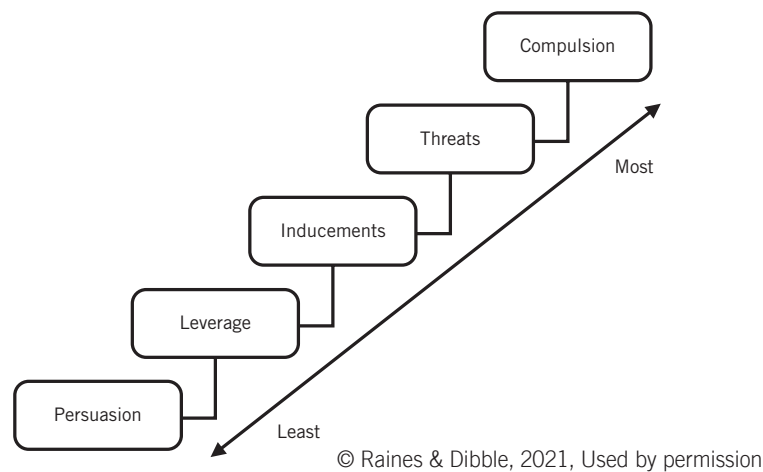 Compulsion
Threats
Most
Inducements
Leverage
Persuasion
Least
© Raines & Dibble, 2021, Used by permission